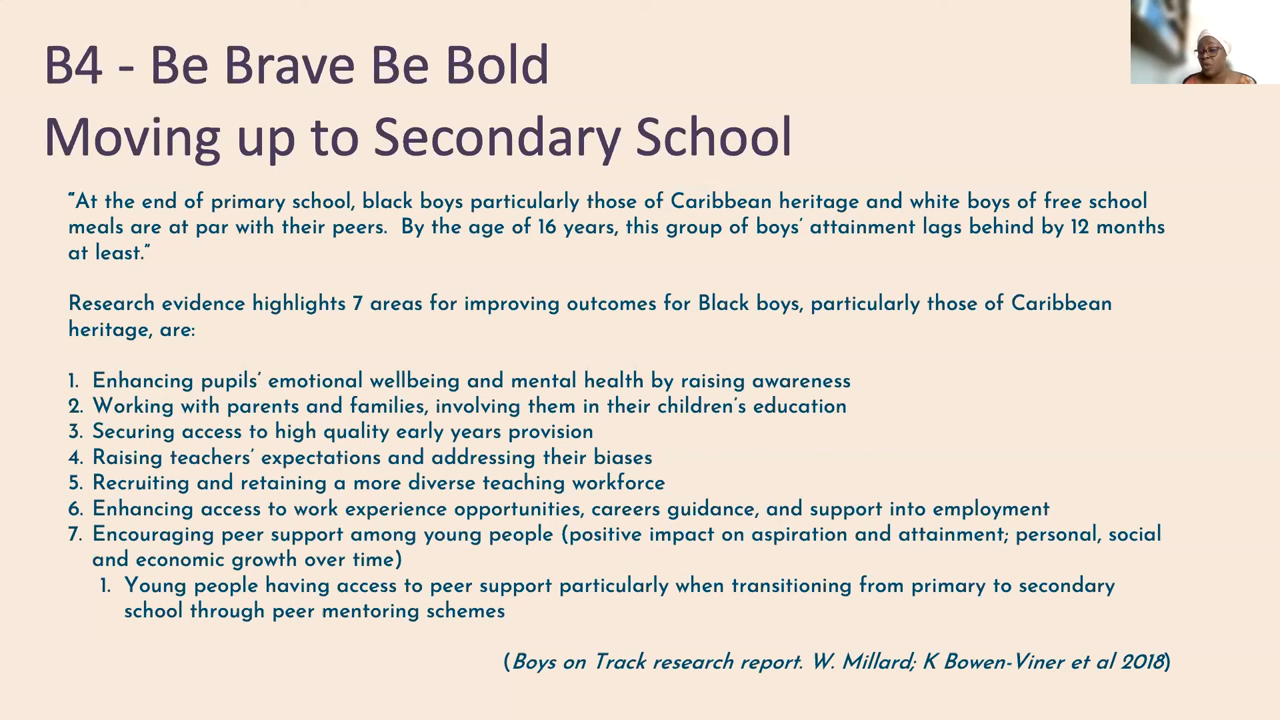 B4 - Be Brave Be Bold
Moving up to Secondary School
“At the end of primary school, black boys particularly those of Caribbean heritage and white boys of free school
meals are at par with their peers.  By the age of 16 years, this group of boys’ attainment lags behind by 12 months
at least.”
Research evidence highlights 7 areas for improving outcomes for Black boys, particularly those of Caribbean
heritage, are:
1. Enhancing pupils’ emotional wellbeing and mental health by raising awareness
2. Working with parents and families, involving them in their children’s education
3. Securing access to high quality early years provision
4. Raising teachers’ expectations and addressing their biases
5. Recruiting and retaining a more diverse teaching workforce
6. Enhancing access to work experience opportunities, careers guidance, and support into employment
7. Encouraging peer support among young people (positive impact on aspiration and attainment; personal, social
and economic growth over time)
1. Young people having access to peer support particularly when transitioning from primary to secondary
school through peer mentoring schemes
(Boys on Track research report. W. Millard; K Bowen-Viner et al 2018)